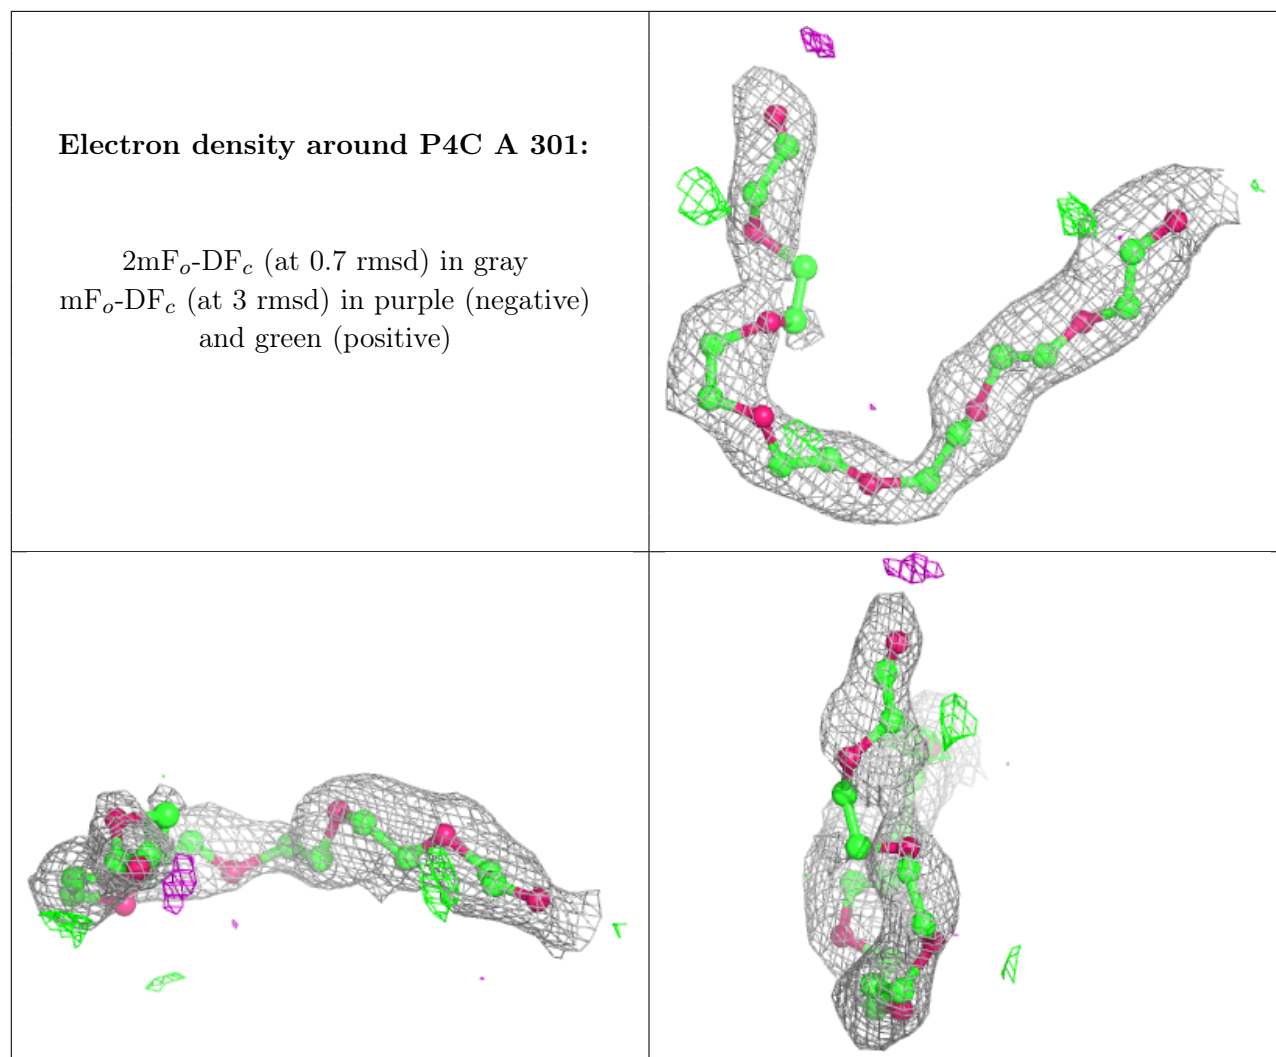 Electron density around P4C A 301:
2mFo-DFc (at 0.7 rmsd) in gray
mFo-DFc (at 3 rmsd) in purple (negative)
and green (positive)